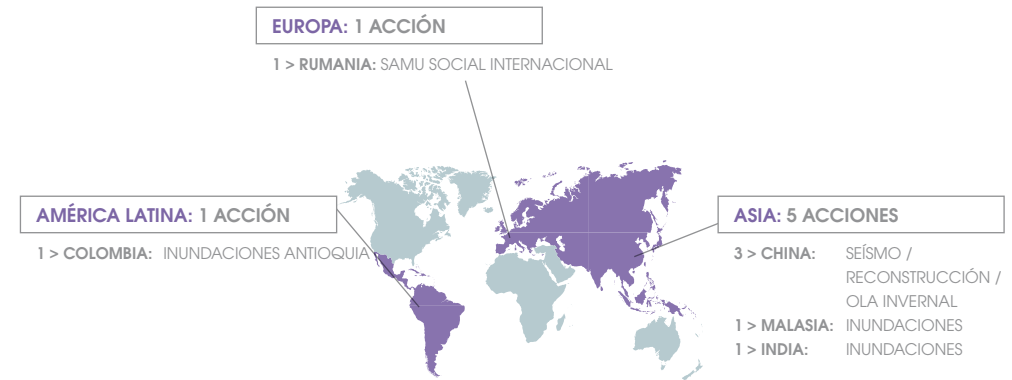 EUROPA: 1 ACCIÓN
1 > RUMANIA: SAMU SOCIAL INTERNACIONAL
AMÉRICA LATINA: 1 ACCIÓN
1 > COLOMBIA: INUNDACIONES ANTIOQUIA
ASIA: 5 ACCIONES
3 > CHINA: SEÍSMO /
RECONSTRUCCIÓN /
OLA INVERNAL
1 > MALASIA: INUNDACIONES
1 > INDIA: INUNDACIONES